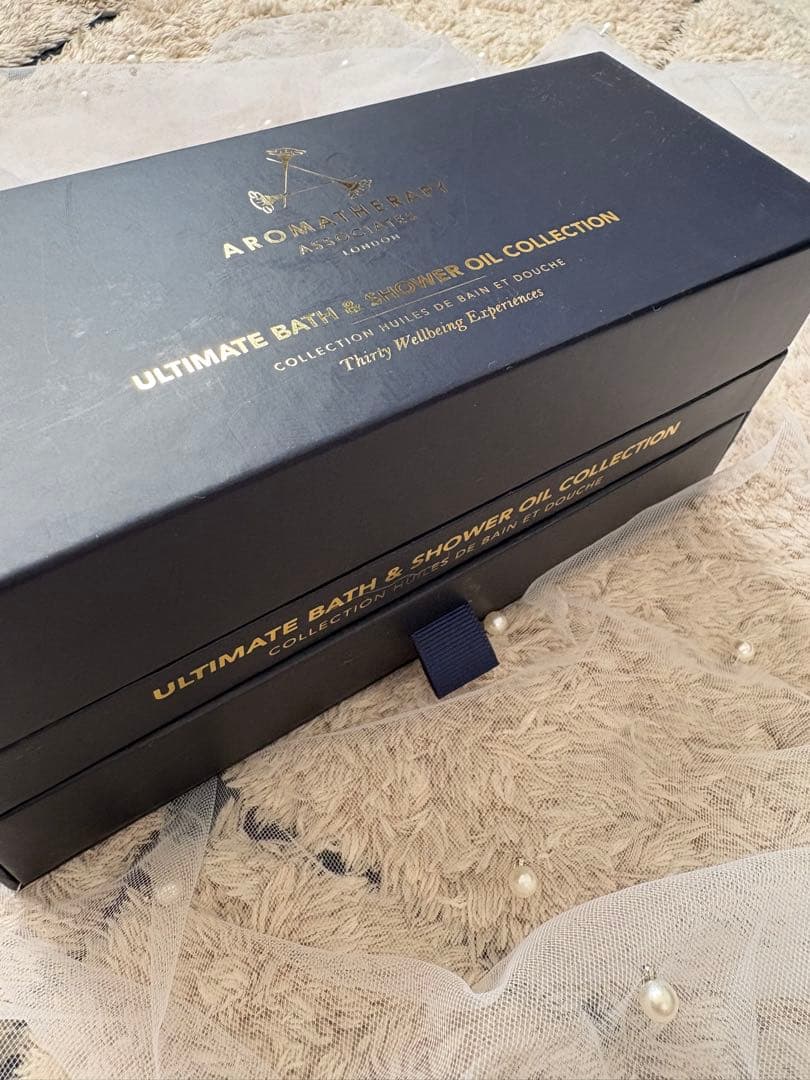 AROMATHERAPY
ASSOCIATES
LONDON
ULTIMATE BATH & SHOWER OIL COLLECTION
COLLECTION HUILES DE BAIN ET DOUCHE
Thirty Wellbeing Experiences
ULTIMATE BATH & SHOWER OIL COLLECTION
COLLECTION HUILES DE BAIN ET DOUCHE